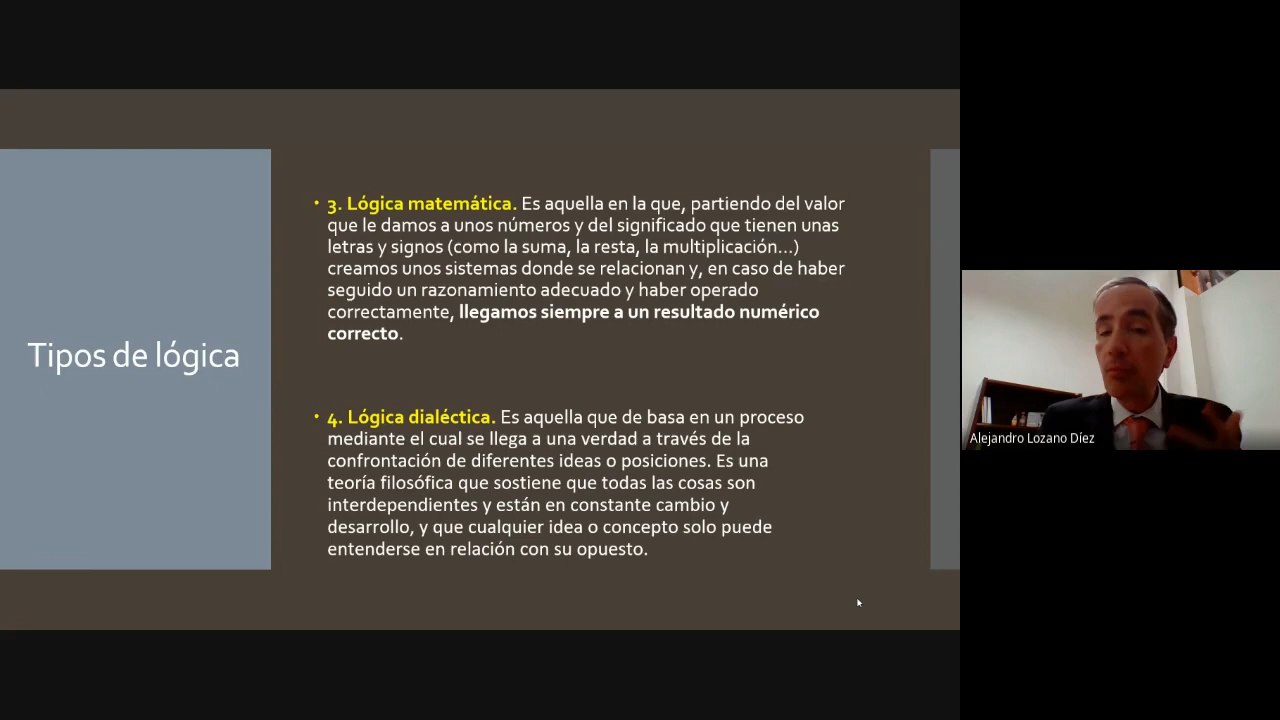 Tipos de lógica
• 3. Lógica matemática. Es aquella en la que, partiendo del valor
que le damos a unos números y del significado que tienen unas
letras y signos (como la suma, la resta, la multiplicación...)
creamos unos sistemas donde se relacionan y, en caso de haber
seguido un razonamiento adecuado y haber operado
correctamente, llegamos siempre a un resultado numérico
correcto.
• 4. Lógica dialéctica. Es aquella que de basa en un proceso
mediante el cual se llega a una verdad a través de la
confrontación de diferentes ideas o posiciones. Es una
teoría filosófica que sostiene que todas las cosas son
interdependientes y están en constante cambio y
desarrollo, y que cualquier idea o concepto solo puede
entenderse en relación con su opuesto.
Alejandro Lozano Díez